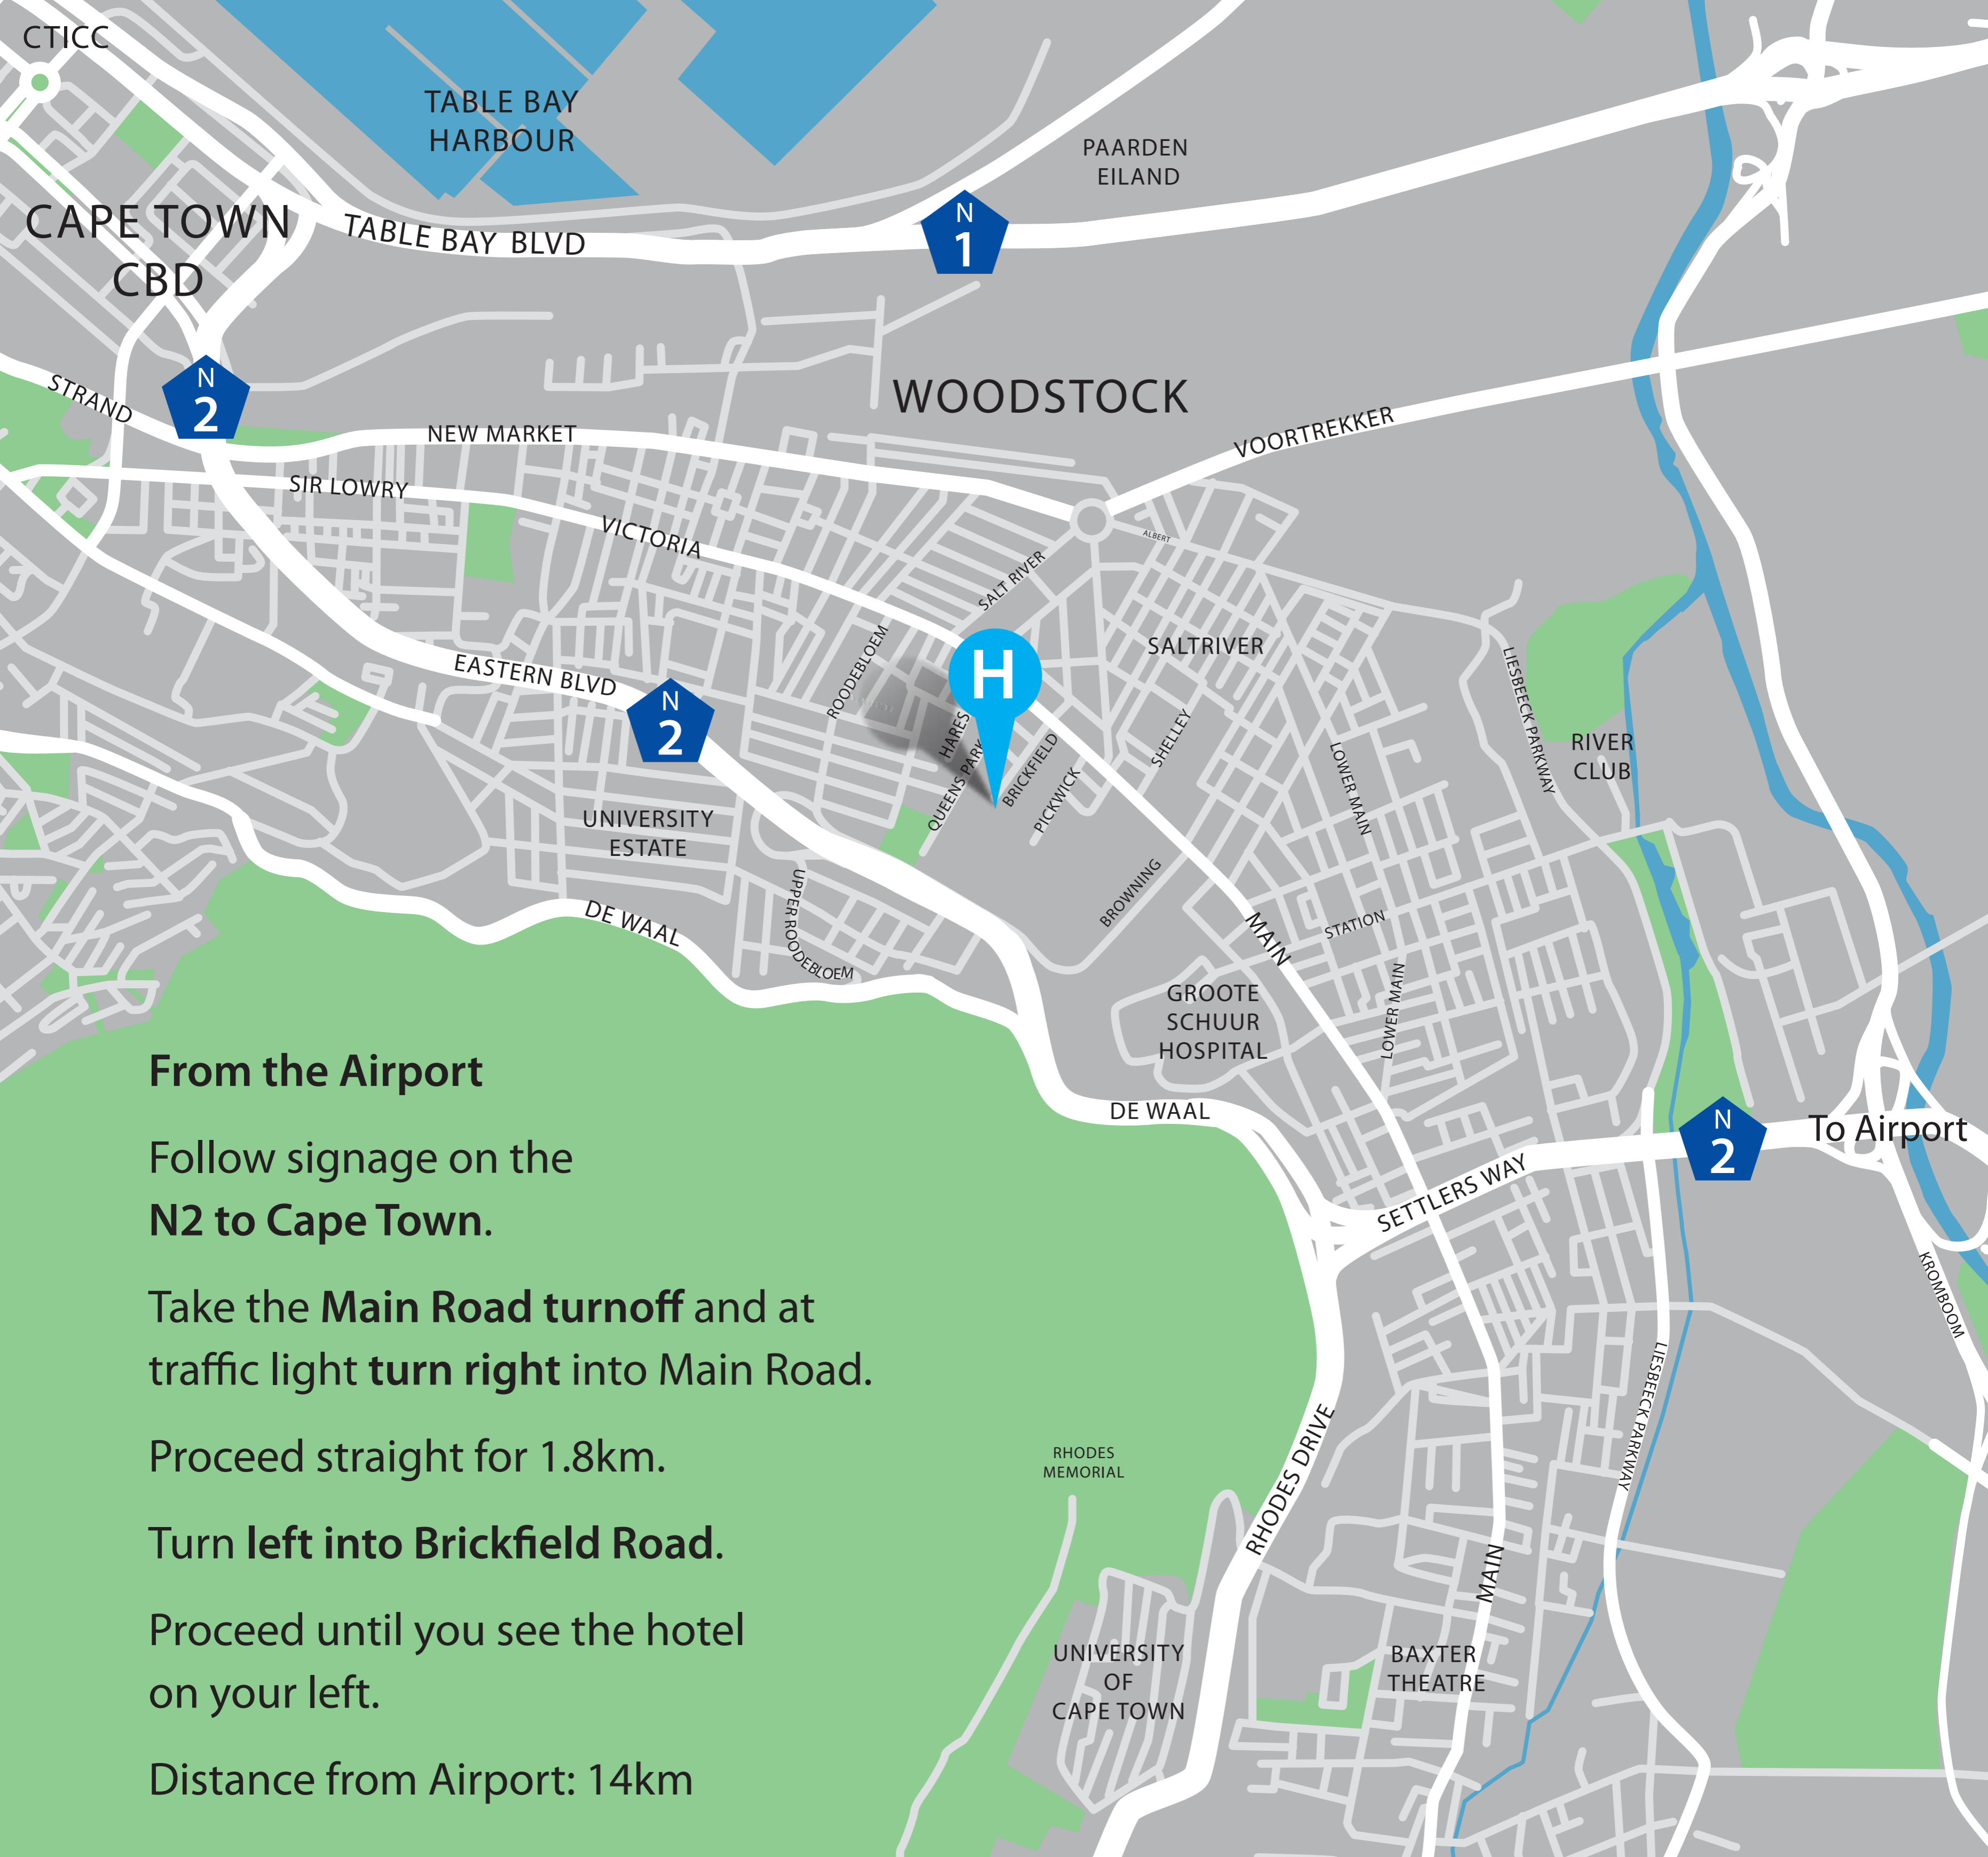 CTICC
TABLE BAY
HARBOUR
PAARDEN
EILAND
CAPE TOWN
CBD
TABLE BAY BLVD
N
1
N
2
STRAND
NEW MARKET
WOODSTOCK
VOORTREKKER
SIR LOWRY
VICTORIA
ALBERT
SALT RIVER
ROODEBLOEM
H
SALTRIVER
EASTERN BLVD
N
2
HARES
QUEENS PARK
BRICKFIELD
PICKWICK
SHELLEY
LOWER MAIN
LIESBEECK PARKWAY
RIVER
CLUB
UNIVERSITY
ESTATE
UPPER ROODEBLOEM
BROWNING
DE WAAL
MAIN
STATION
LOWER MAIN
GROOTE
SCHUUR
HOSPITAL
DE WAAL
N
2
To Airport
SETTLERS WAY
KROMBOOM
From the Airport
Follow signage on the
N2 to Cape Town.
Take the Main Road turnoff and at
traffic light turn right into Main Road.
Proceed straight for 1.8km.
Turn left into Brickfield Road.
Proceed until you see the hotel
on your left.
Distance from Airport: 14km
LIESBEECK PARKWAY
RHODES DRIVE
RHODES
MEMORIAL
MAIN
UNIVERSITY
OF
CAPE TOWN
BAXTER
THEATRE